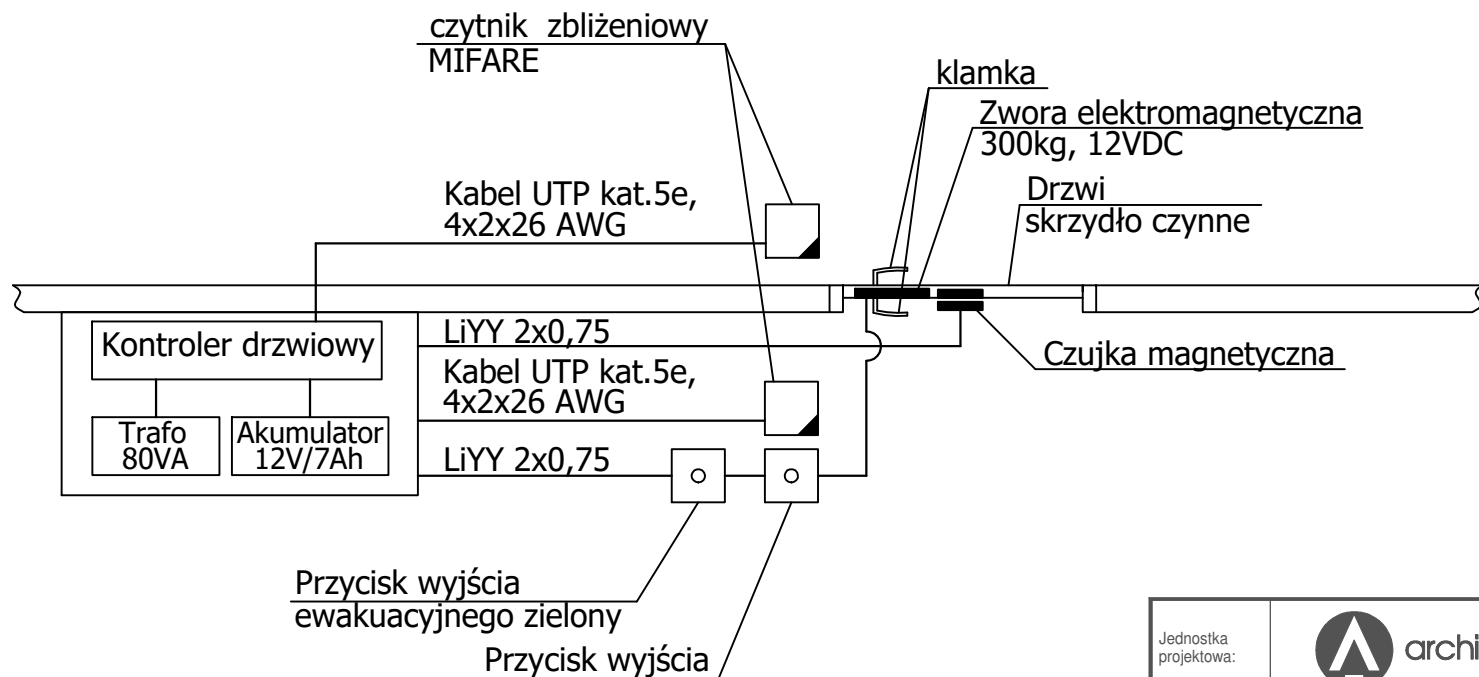 czytnik zbliżeniowy
MIFARE
klamka
Zwora elektromagnetyczna
300kg, 12VDC
Kabel UTP kat.5e,
4x2x26 AWG
Drzwi
skrzydło czynne
Kontroler drzwiowy
LiYY 2x0,75
Czujka magnetyczna
Kabel UTP kat.5e,
4x2x26 AWG
Trafo
80VA
Akumulator
12V/7Ah
LiYY 2x0,75
Przycisk wyjścia
ewakuacyjnego zielony
Przycisk wyjścia
Jednostka
projektowa:
archi